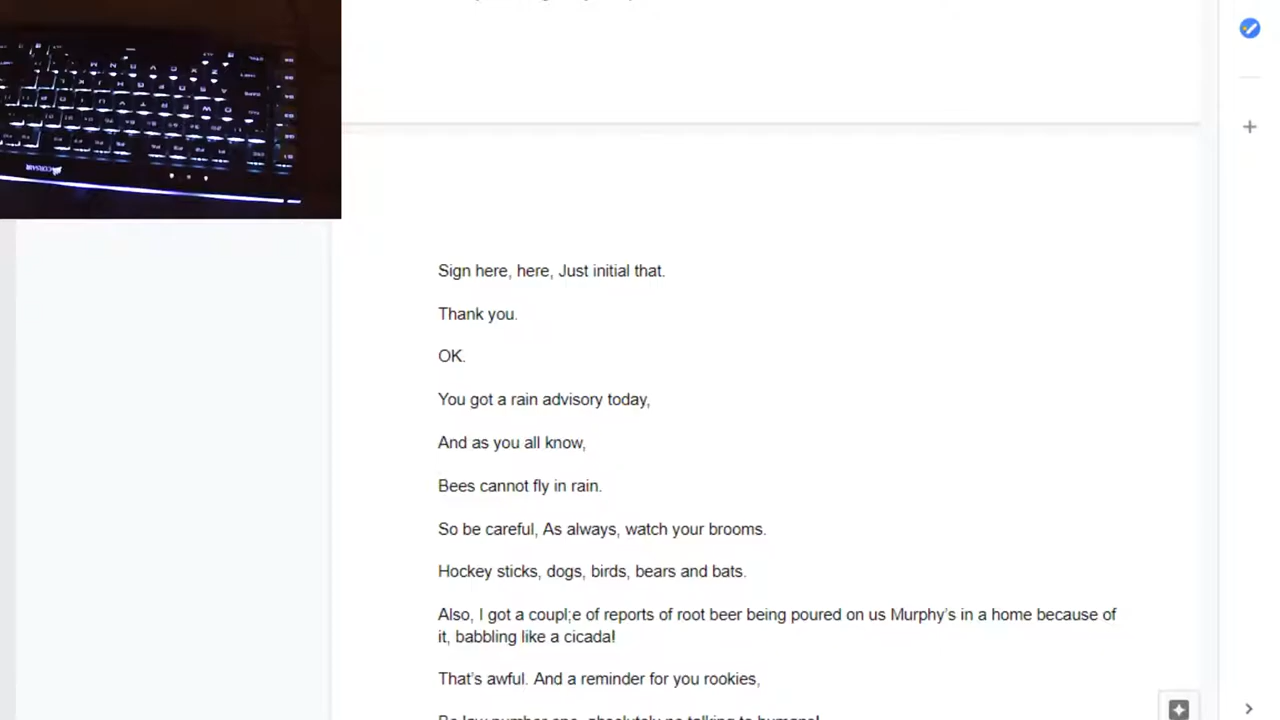 Sign here, here, Just initial that.
Thank you.
OK.
You got a rain advisory today,
And as you all know,
Bees cannot fly in rain.
So be careful, As always, watch your brooms.
Hockey sticks, dogs, birds, bears and bats.
Also, I got a coupl;e of reports of root beer being poured on us Murphy’s in a home because of
it, babbling like a cicada!
That’s awful. And a reminder for you rookies,